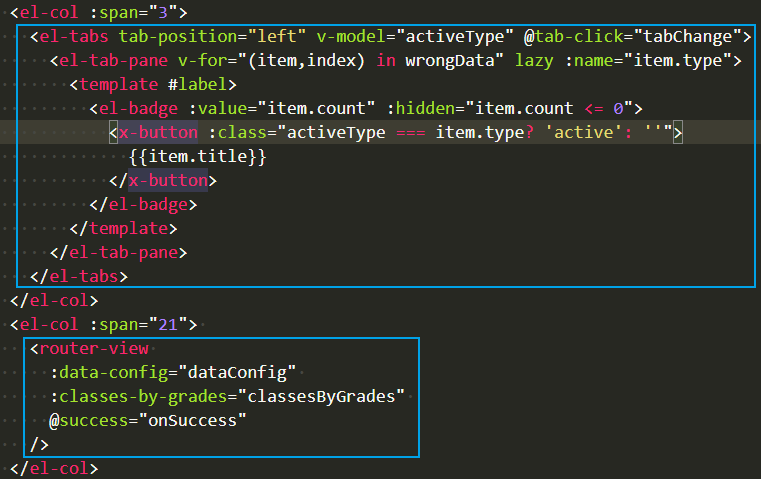 <el-col :span="3">
<el-tabs tab-position="left" v-model="activeType" @tab-click="tabChange">
<el-tab-pane v-for="(item,index) in wrongData" lazy :name="item.type">
<template #label>
<el-badge :value="item.count" :hidden="item.count <= 0">
<x-button :class="activeType === item.type? 'active': ''">
{{item.title}}
</x-button>
</el-badge>
</template>
</el-tab-pane>
</el-tabs>
</el-col>
<el-col :span="21">
<router-view
:data-config="dataConfig"
:classes-by-grades="classesByGrades"
@success="onSuccess"
/>
</el-col>